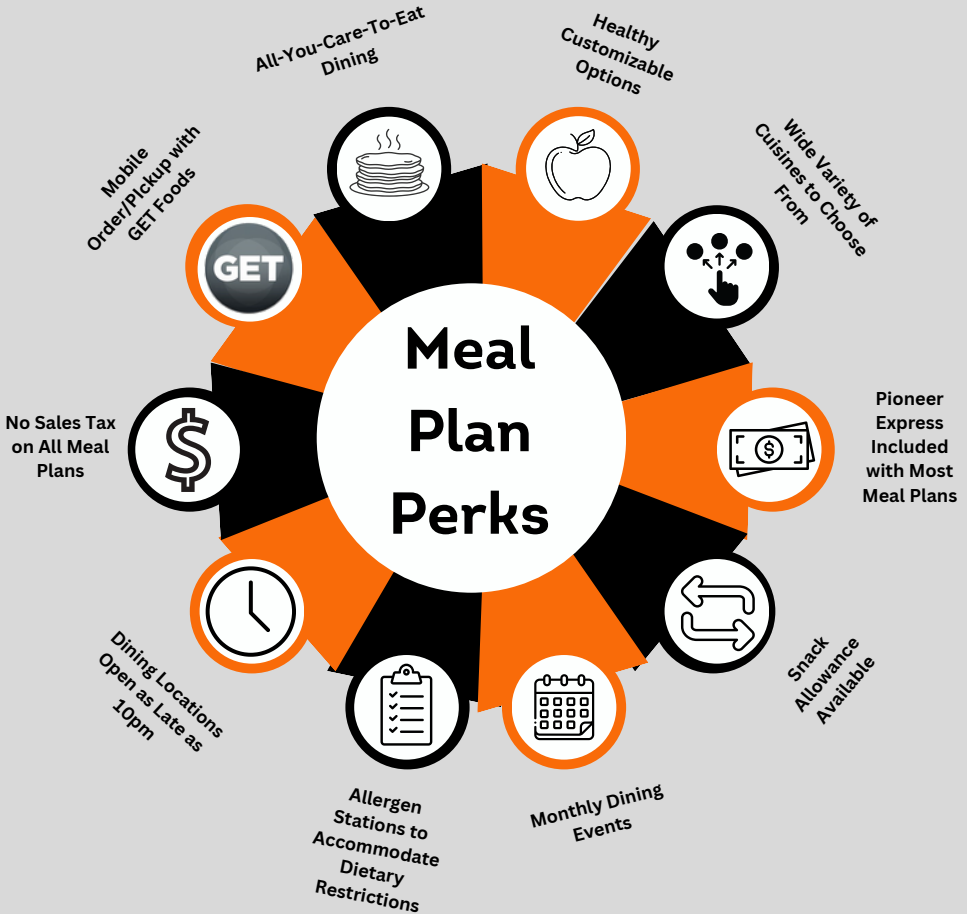 All-You-Care-To-Eat
Dining
Healthy
Customizable
Options
Wide Variety of
Cuisines to Choose
From
Pioneer
Express
Included
with Most
Meal Plans
Snack
Allowance
Available
Monthly Dining
Events
Allergen
Stations to
Accommodate
Dietary
Restrictions
Dining Locations
Open as Late as
10pm
No Sales Tax
on All Meal
Plans
Mobile
Order/PIckup with
GET Foods
GET
$
$
Meal
Plan
Perks